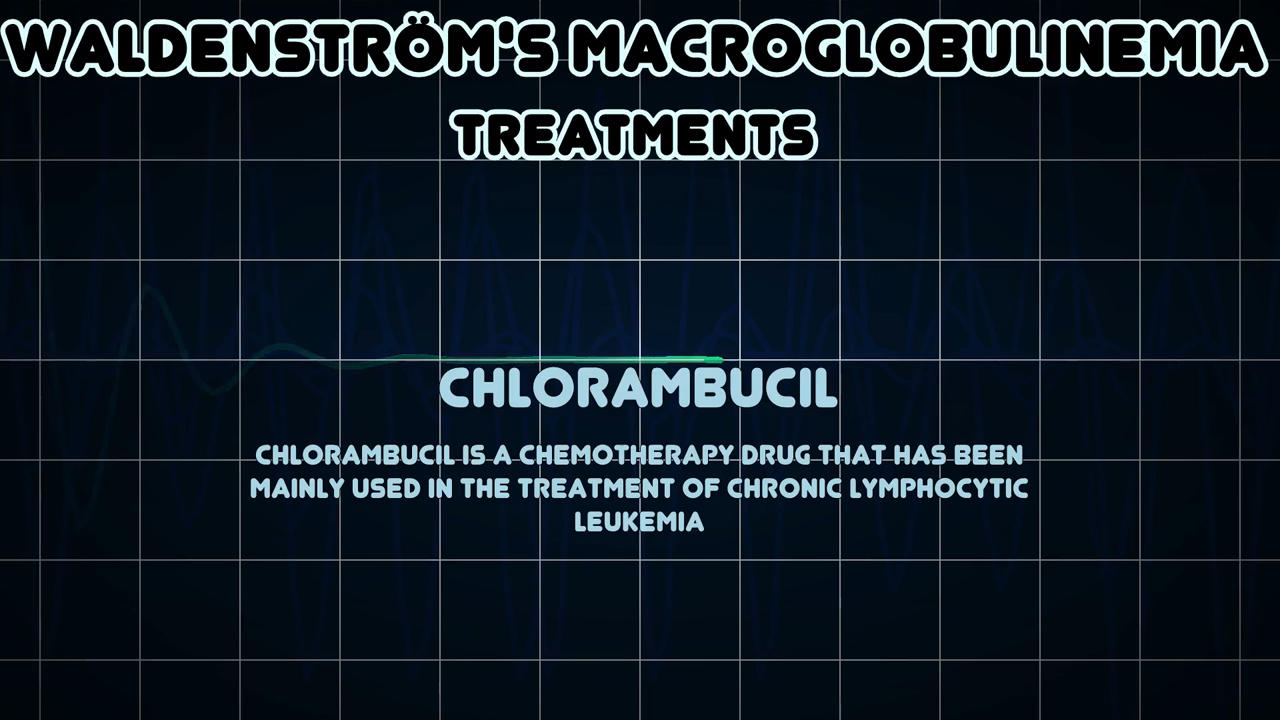 WALDENSTRÖM'S MACROGLOBULINEMIA
TREATMENTS
CHLORAMBUCIL
CHLORAMBUCIL IS A CHEMOTHERAPY DRUG THAT HAS BEEN
MAINLY USED IN THE TREATMENT OF CHRONIC LYMPHOCYTIC
LEUKEMIA